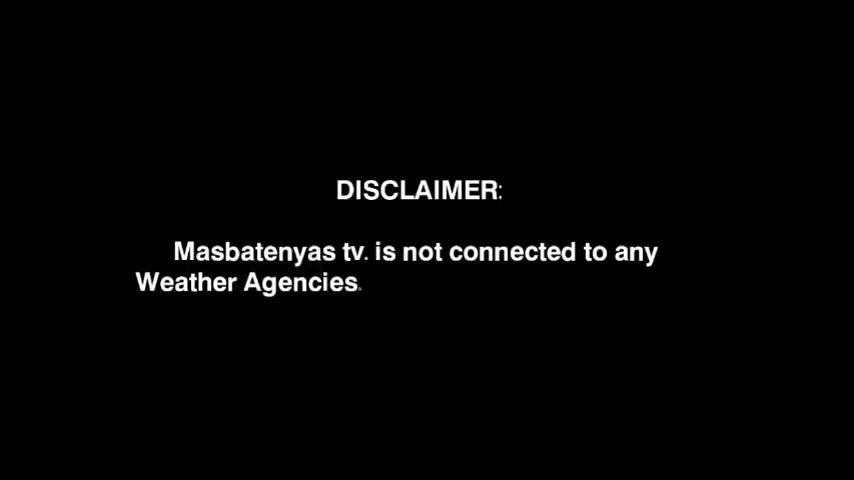 DISCLAIMER:
Masbatenyas tv. is not connected to any
Weather Agencies.